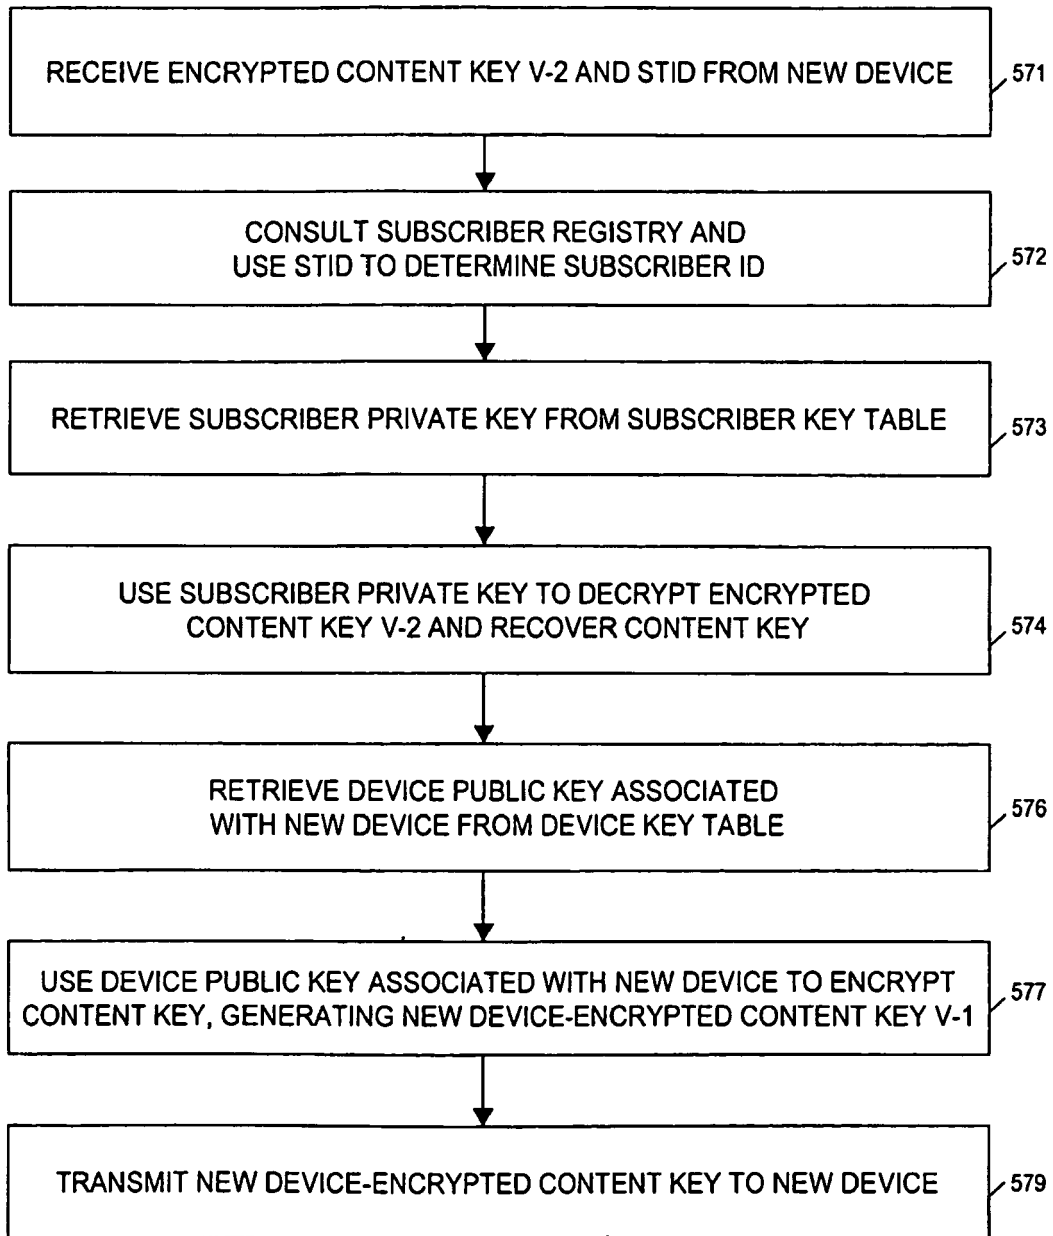 RECEIVE ENCRYPTED CONTENT KEY V-2 AND STID FROM NEW DEVICE
571
CONSULT SUBSCRIBER REGISTRY AND
USE STID TO DETERMINE SUBSCRIBER ID
572
RETRIEVE SUBSCRIBER PRIVATE KEY FROM SUBSCRIBER KEY TABLE
573
USE SUBSCRIBER PRIVATE KEY TO DECRYPT ENCRYPTED
CONTENT KEY V-2 AND RECOVER CONTENT KEY
574
RETRIEVE DEVICE PUBLIC KEY ASSOCIATED
WITH NEW DEVICE FROM DEVICE KEY TABLE
576
USE DEVICE PUBLIC KEY ASSOCIATED WITH NEW DEVICE TO ENCRYPT
CONTENT KEY, GENERATING NEW DEVICE-ENCRYPTED CONTENT KEY V-1
577
TRANSMIT NEW DEVICE-ENCRYPTED CONTENT KEY TO NEW DEVICE
579